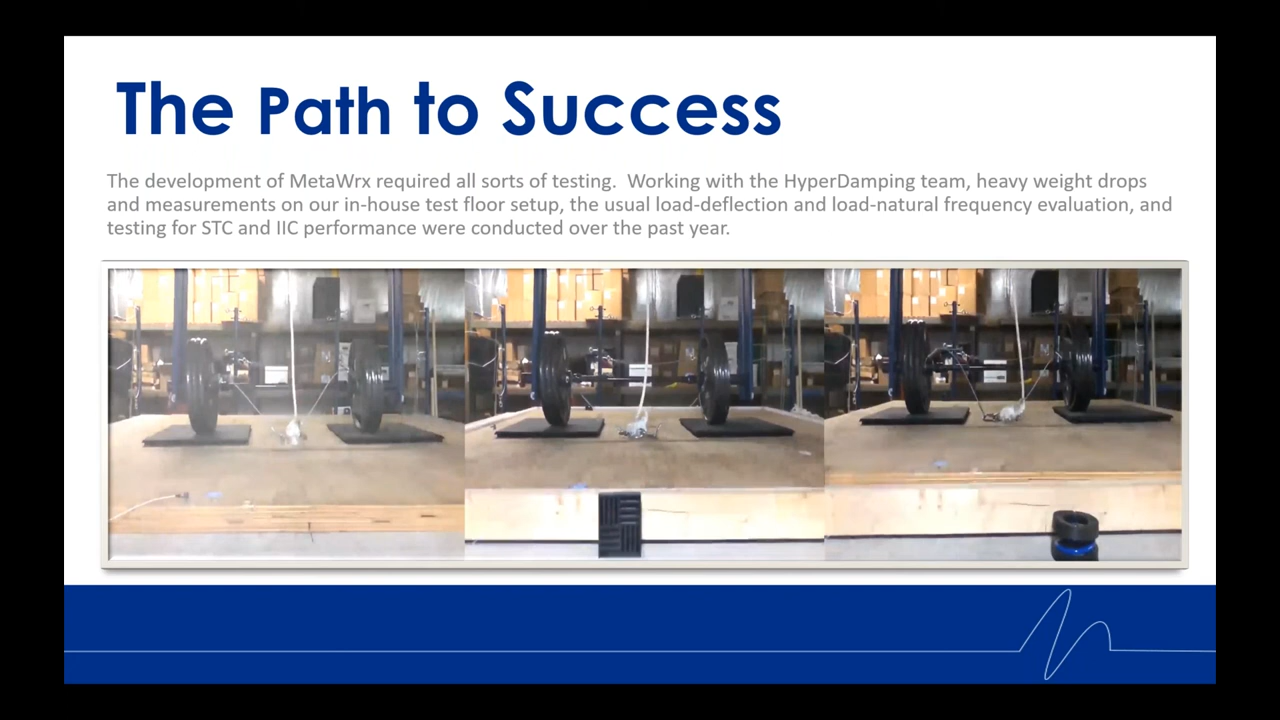 The Path to Success
The development of MetaWrx required all sorts of testing.  Working with the HyperDamping team, heavy weight drops
and measurements on our in-house test floor setup, the usual load-deflection and load-natural frequency evaluation, and
testing for STC and IIC performance were conducted over the past year.